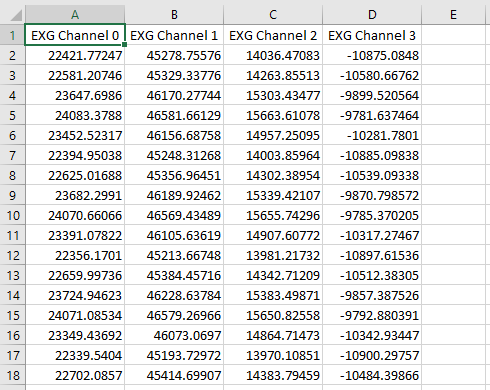 A B C D E
1 EXG Channel 0 EXG Channel 1 EXG Channel 2 EXG Channel 3
2 22421.77247 45278.75576 14036.47083 -10875.0848
3 22581.20746 45329.33776 14263.85513 -10580.66762
4 23647.6986 46170.27744 15303.43477 -9899.520564
5 24083.3788 46581.66129 15663.61078 -9781.637464
6 23452.52317 46156.68758 14957.25095 -10281.7801
7 22394.95038 45248.31268 14003.85964 -10885.09838
8 22625.01688 45356.96451 14302.38954 -10539.09338
9 23682.2991 46189.92462 15339.42107 -9870.798572
10 24070.66066 46569.43489 15655.74296 -9785.370205
11 23391.07822 46105.63619 14907.60772 -10317.27467
12 22356.1701 45213.66748 13981.21732 -10897.61536
13 22659.99736 45384.45716 14342.71209 -10512.38305
14 23724.94623 46228.63784 15383.49871 -9857.387526
15 24071.08534 46579.26966 15650.82558 -9792.880391
16 23349.43692 46073.0697 14864.71473 -10342.93447
17 22339.5404 45193.72972 13970.10851 -10900.29757
18 22702.0857 45414.69907 14383.79459 -10484.39866